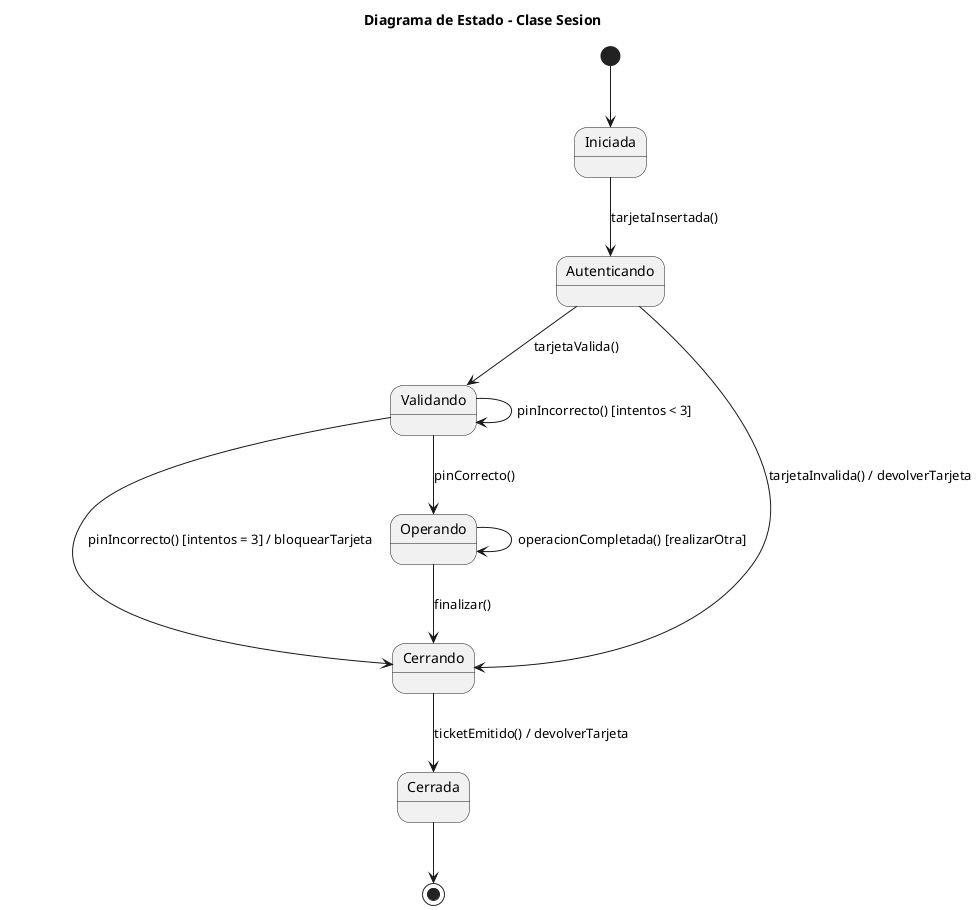 Diagrama de Estado - Clase Sesion
Iniciada
tarjetaInsertada()
Autenticando
tarjetaValida()
Validando
pinIncorrecto() [intentos < 3]
pinCorrecto()
tarjetaInvalida() / devolverTarjeta
Operando
operacionCompletada() [realizarOtra]
pinIncorrecto() [intentos = 3] / bloquearTarjeta
finalizar()
Cerrando
ticketEmitido() / devolverTarjeta
Cerrada